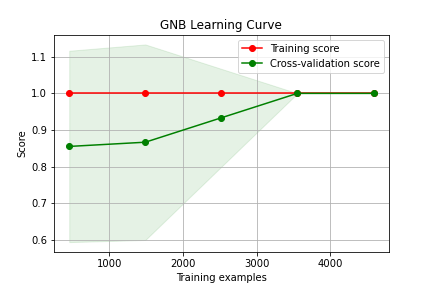 GNB Learning Curve
Training score
Cross-validation score
Score
1.1
1.0
0.9
0.8
0.7
0.6
1000
2000
3000
4000
Training examples